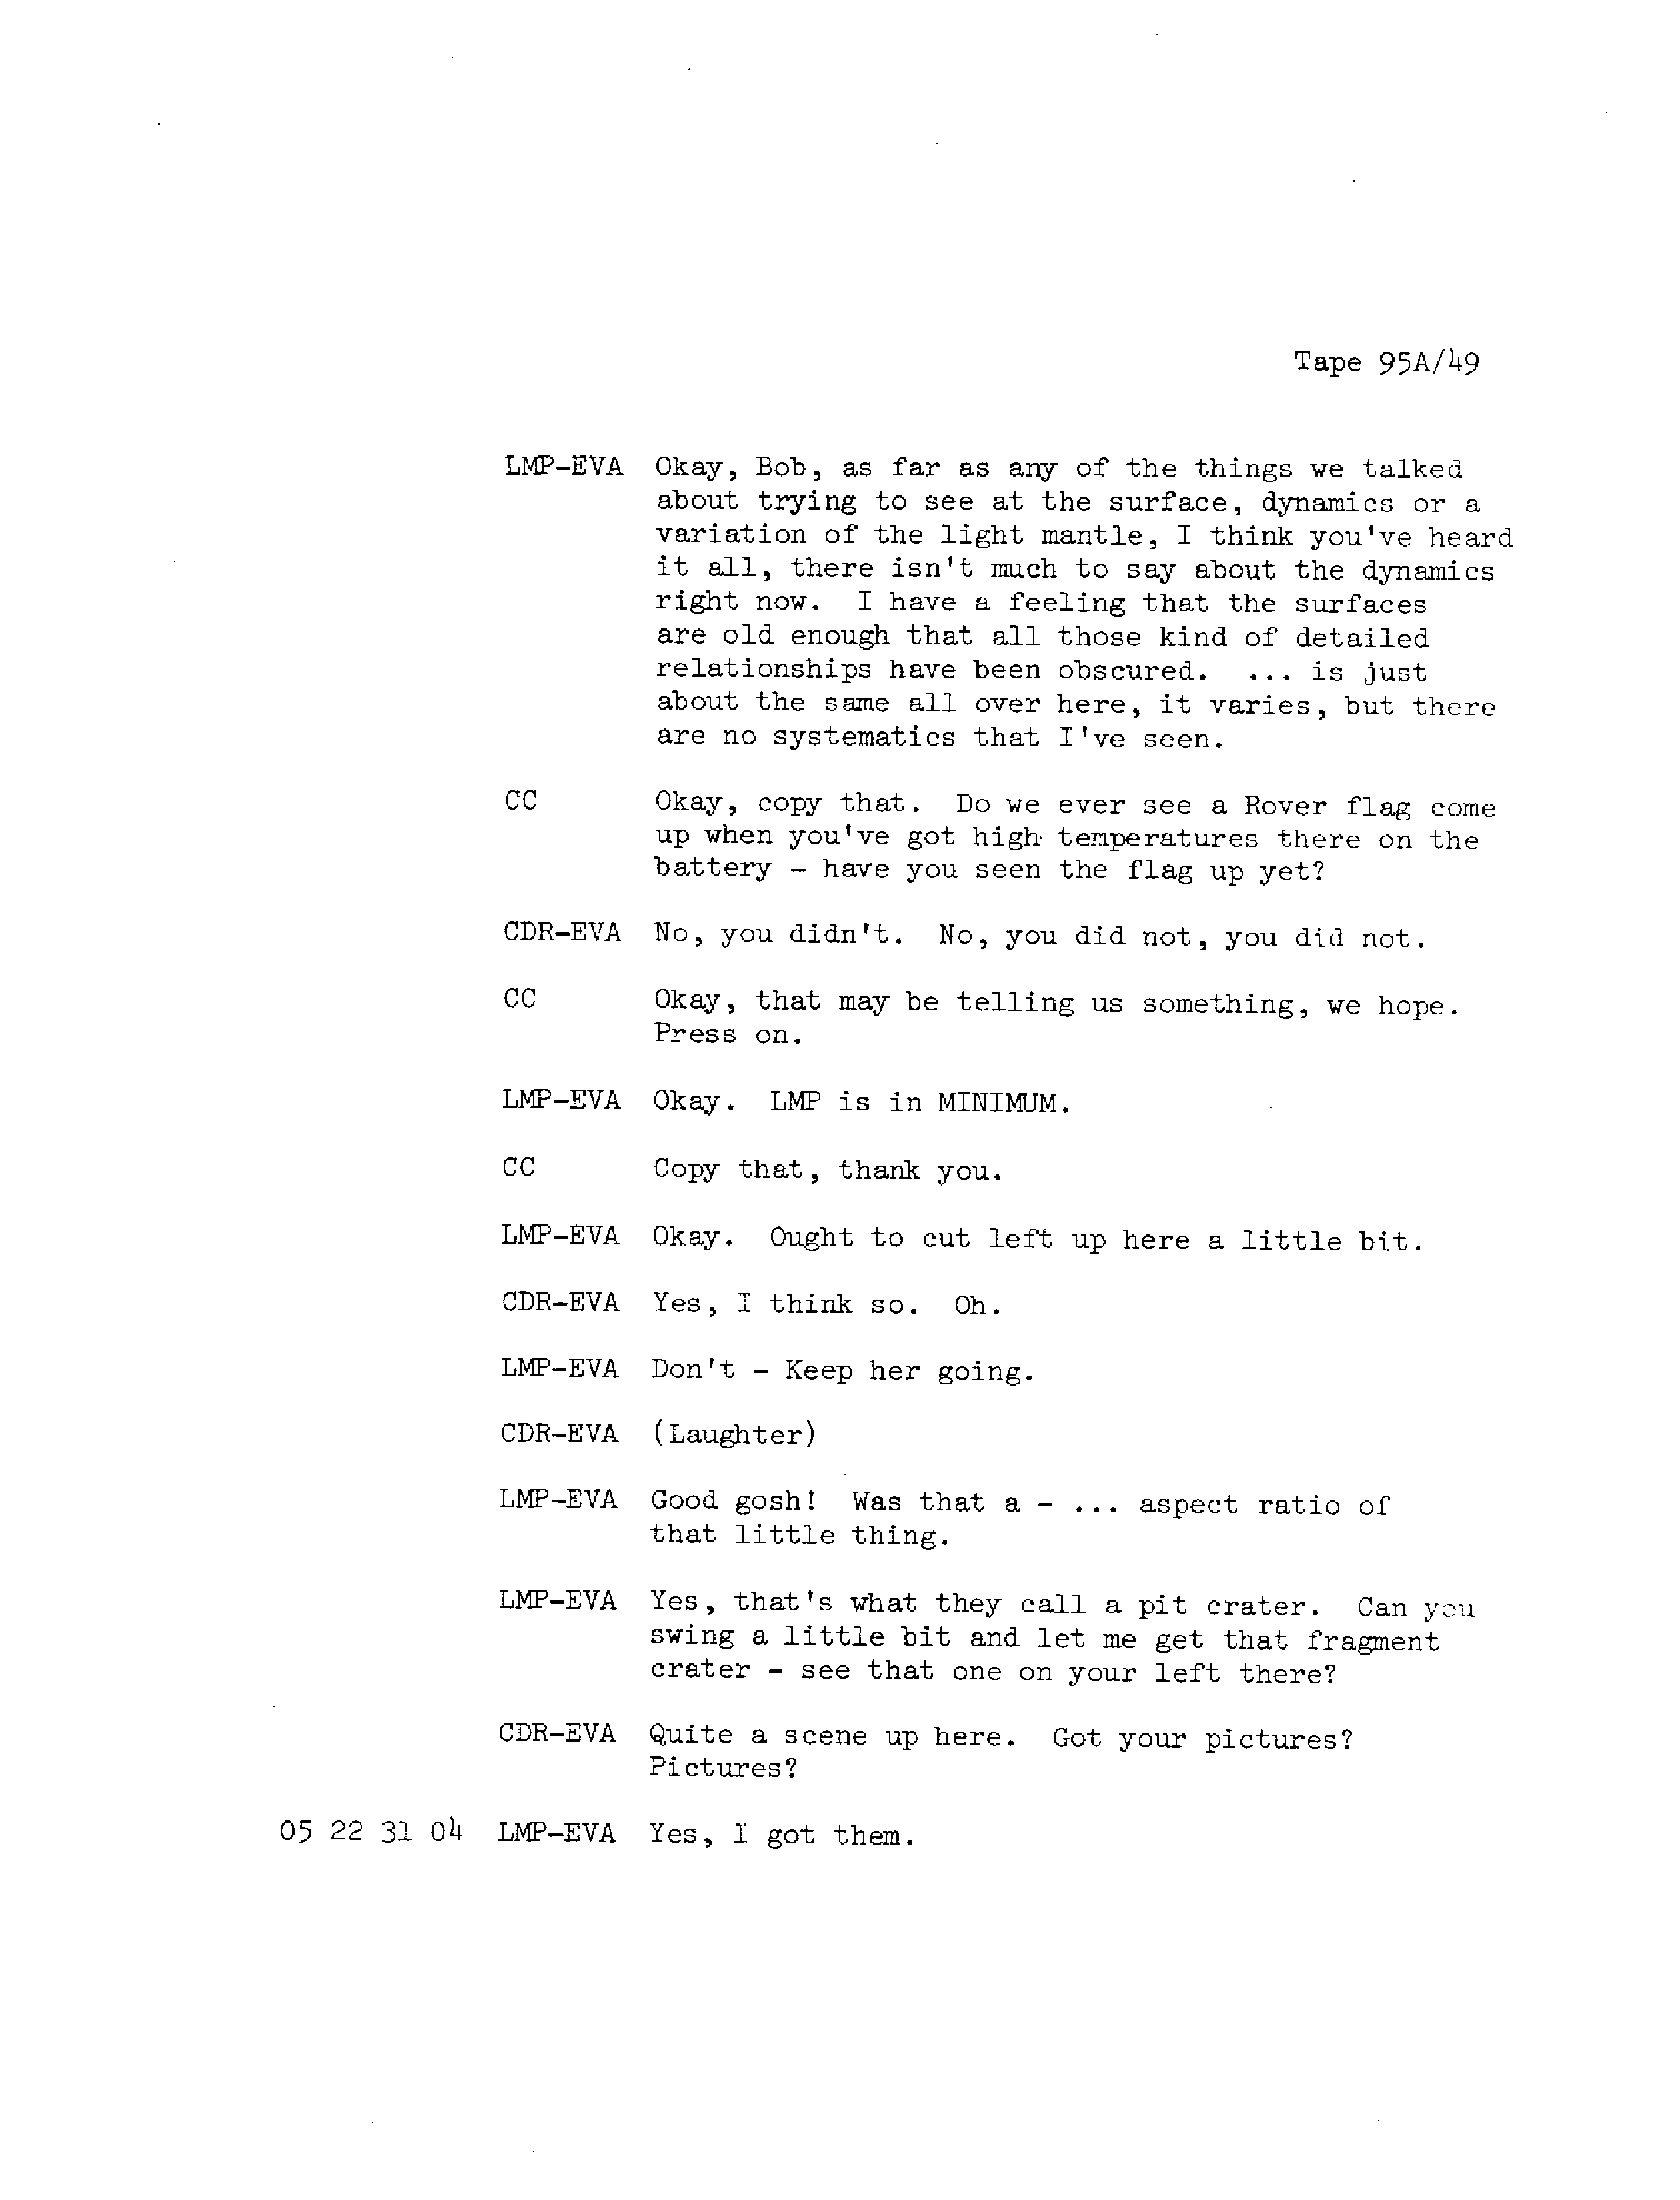 Tape 95A/49
LMP-EVA Okay, Bob, as far as any of the things we talked
about trying to see at the surface, dynamics or a
variation of the light mantle, I think you've heard
it all, there isn't much to say about the dynamics
right now. I have a feeling that the surfaces
are old enough that all those kind of detailed
relationships have been obscured. ... is just
about the same all over here, it varies, but there
are no systematics that I've seen.
CC Okay, copy that. Do we ever see a Rover flag come
up when you've got high temperatures there on the
battery - have you seen the flag up yet?
CDR-EVA No, you didn't. No, you did not, you did not.
CC Okay, that may be telling us something, we hope.
Press on.
LMP-EVA Okay. LMP is in MINIMUM.
CC Copy that, thank you.
LMP-EVA Okay. Ought to cut left up here a little bit.
CDR-EVA Yes, I think so. Oh.
LMP-EVA Don't - Keep her going.
CDR-EVA (Laughter)
LMP-EVA Good gosh! Was that a - ... aspect ratio of
that little thing.
LMP-EVA Yes, that's what they call a pit crater. Can you
swing a little bit and let me get that fragment
crater - see that one on your left there?
CDR-EVA Quite a scene up here. Got your pictures?
Pictures?
05 22 31 04 LMP-EVA Yes, I got them.